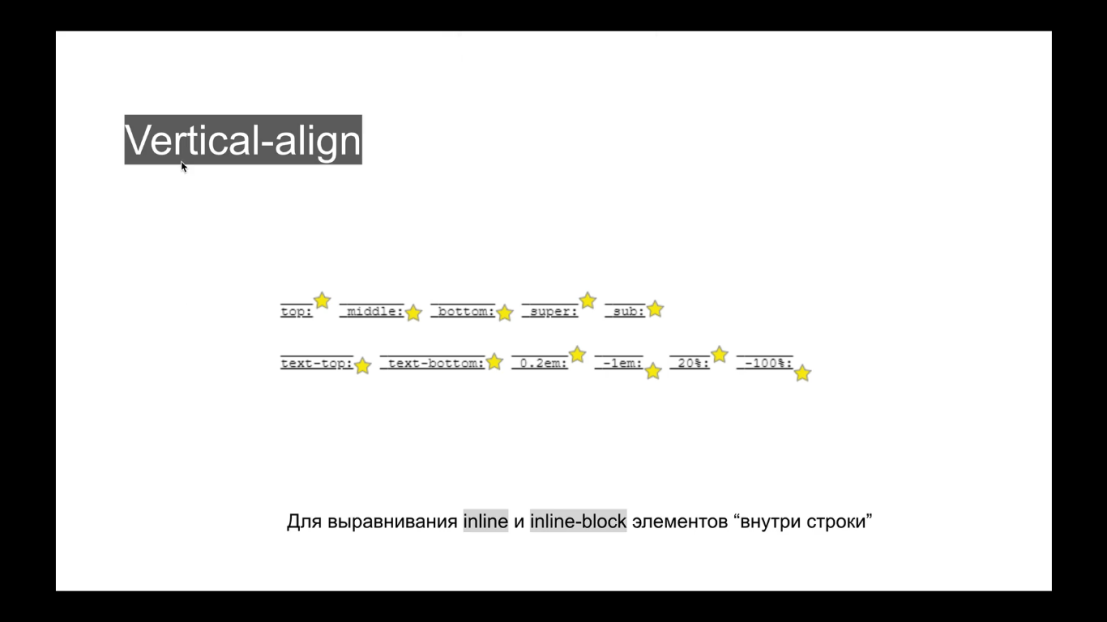 Vertical-align
top: middle: bottom: super: sub:
text-top: text-bottom: 0.2em: -1em: 20%: -100%:
Для выравнивания inline и inline-block элементов “внутри строки”